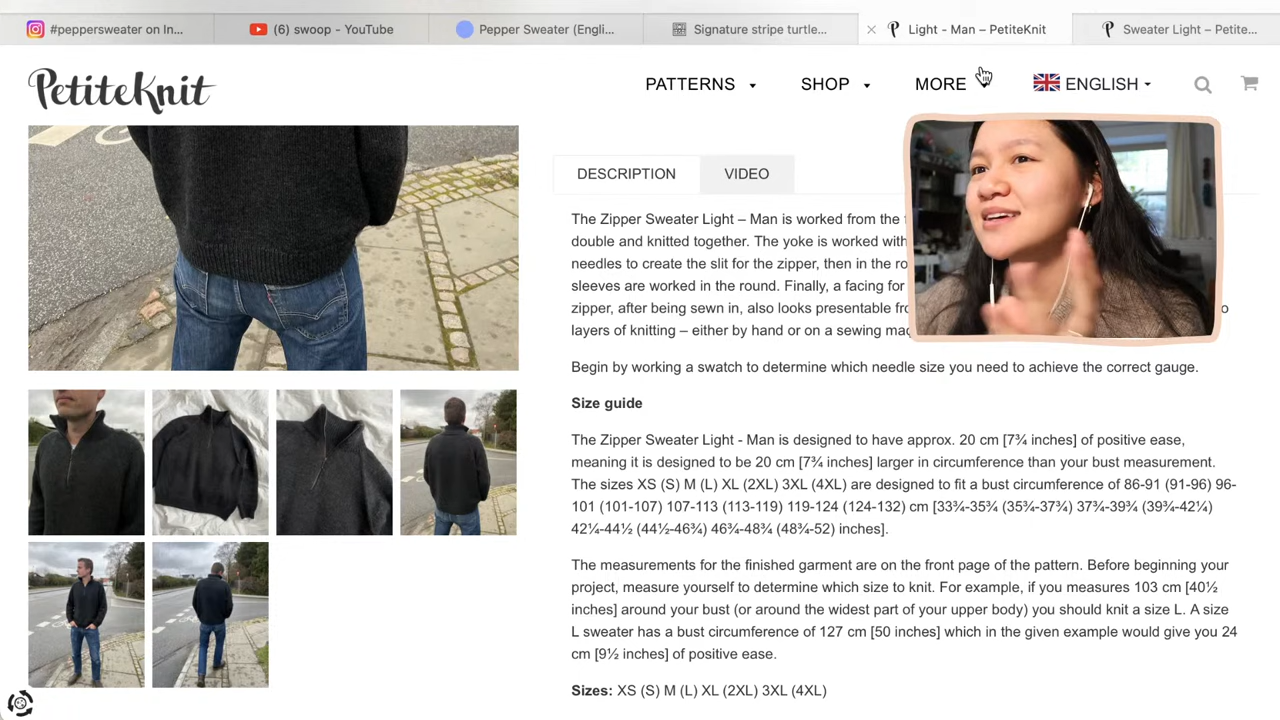 #peppersweater on In...
(6) swoop - YouTube
Pepper Sweater (Engli...
Signature stripe turtle...
Light - Man – PetiteKnit
Sweater Light – Petite...
PetiteKnit
PATTERNS
SHOP
MORE
ENGLISH
DESCRIPTION
VIDEO
The Zipper Sweater Light – Man is worked from the
double and knitted together. The yoke is worked with
needles to create the slit for the zipper, then in the
sleeves are worked in the round. Finally, a facing for
zipper, after being sewn in, also looks presentable
layers of knitting – either by hand or on a sewing
Begin by working a swatch to determine which needle size you need to achieve the correct gauge.
Size guide
The Zipper Sweater Light - Man is designed to have approx. 20 cm [7¾ inches] of positive ease,
meaning it is designed to be 20 cm [7¾ inches] larger in circumference than your bust measurement.
The sizes XS (S) M (L) XL (2XL) 3XL (4XL) are designed to fit a bust circumference of 86-91 (91-96) 96-
101 (101-107) 107-113 (113-119) 119-124 (124-132) cm [33¾-35¾ (35¾-37¾) 37¾-39¾ (39¾-42¼)
42¼-44½ (44½-46¾) 46¾-48¾ (48¾-52) inches].
The measurements for the finished garment are on the front page of the pattern. Before beginning your
project, measure yourself to determine which size to knit. For example, if you measures 103 cm [40½
inches] around your bust (or around the widest part of your upper body) you should knit a size L. A size
L sweater has a bust circumference of 127 cm [50 inches] which in the given example would give you 24
cm [9½ inches] of positive ease.
Sizes: XS (S) M (L) XL (2XL) 3XL (4XL)